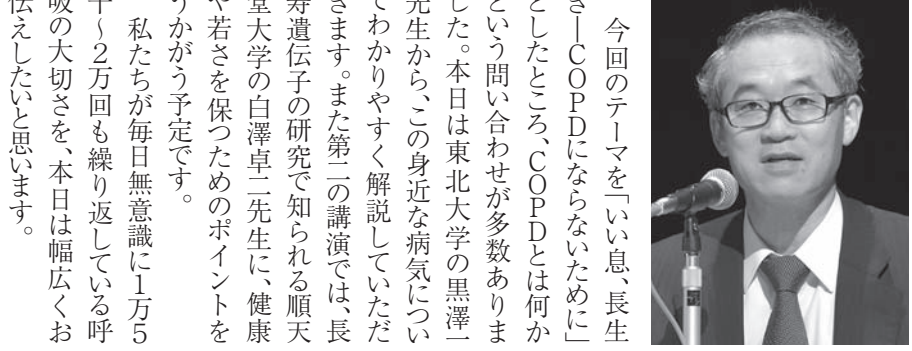 今回のテーマを「いい息、長生
き―COPDにならないために」
としたところ、COPDとは何か
という問い合わせが多数ありま
した。本日は東北大学の黒澤一
先生から、この身近な病気につい
てわかりやすく解説していただ
きます。また第二の講演では、長
寿遺伝子の研究で知られる順天
堂大学の白澤卓二先生に、健康
や若さを保つためのポイントを
うかがう予定です。
私たちが毎日無意識に1万5
千〜2万回も繰り返している呼
吸の大切さを、本日は幅広くお
伝えしたいと思います。